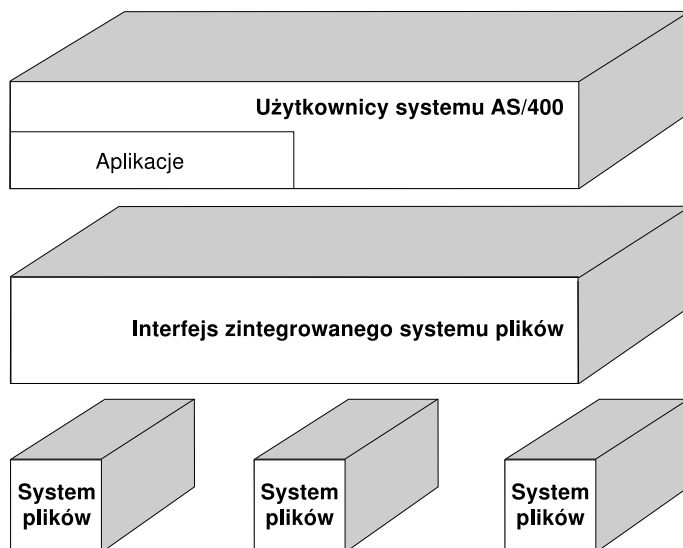 Użytkownicy systemu AS/400
Aplikacje
Interfejs zintegrowanego systemu plików
System
plików
System
plików
System
plików